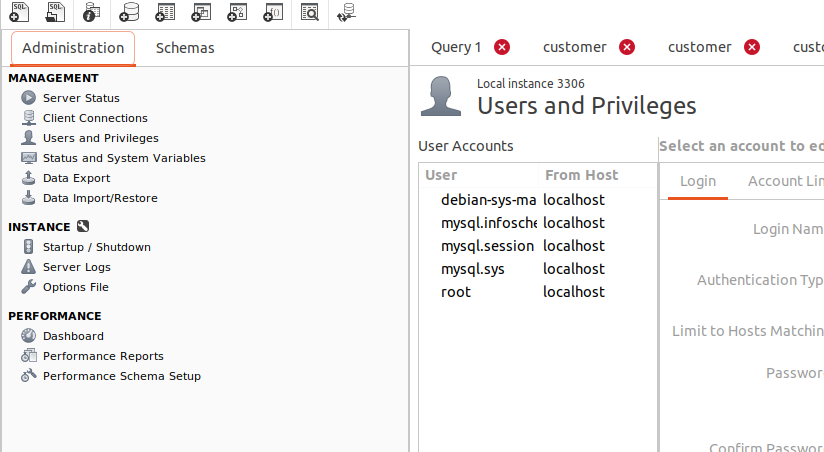 SQL SQL
Administration Schemas
MANAGEMENT
Server Status
Client Connections
Users and Privileges
Status and System Variables
Data Export
Data Import/Restore
INSTANCE
Startup / Shutdown
Server Logs
Options File
PERFORMANCE
Dashboard
Performance Reports
Performance Schema Setup
Query 1 customer customer custo
Local instance 3306
Users and Privileges
User Accounts
User From Host
debian-sys-ma localhost
mysql.infosche localhost
mysql.session localhost
mysql.sys localhost
root localhost
Select an account to ed
Login Account Lim
Login Nam
Authentication Typ
Limit to Hosts Matchin
Passwor
Confirm Passwor